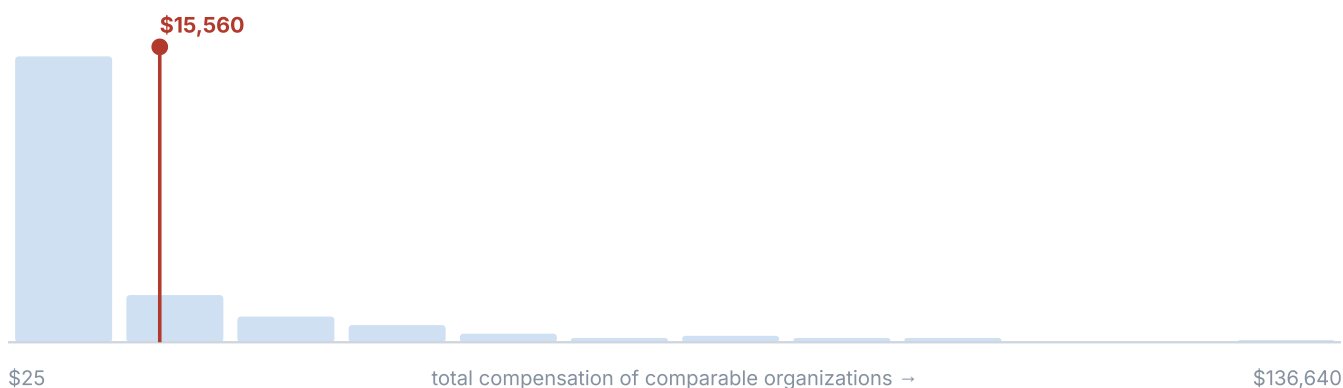 $15,560
$25 total compensation of comparable organizations → $136,640